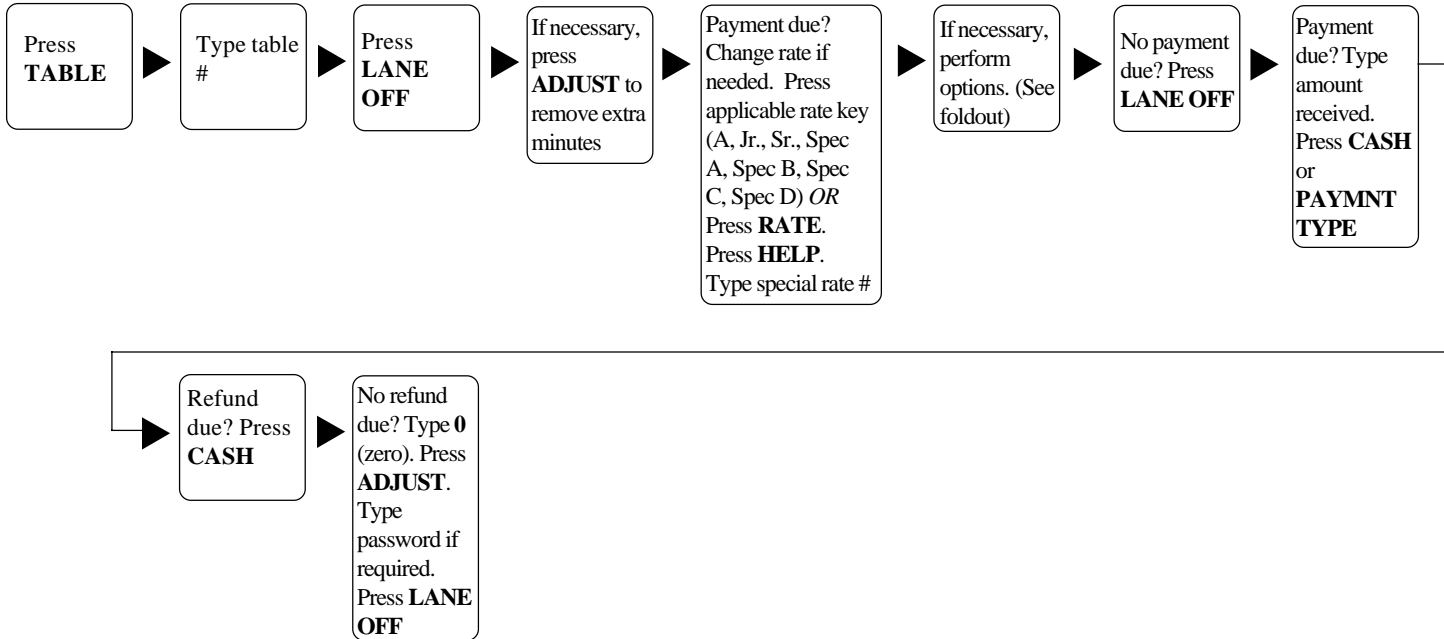 Press
TABLE
Type table
#
Press
LANE
OFF
If necessary,
press
ADJUST to
remove extra
minutes
Payment due?
Change rate if
needed. Press
applicable rate key
(A, Jr., Sr., Spec
A, Spec B, Spec
C, Spec D) OR
Press RATE.
Press HELP.
Type special rate #
If necessary,
perform
options. (See
foldout)
No payment
due? Press
LANE OFF
Payment
due? Type
amount
received.
Press CASH
or
PAYMNT
TYPE
Refund
due? Press
CASH
No refund
due? Type 0
(zero). Press
ADJUST.
Type
password if
required.
Press LANE
OFF